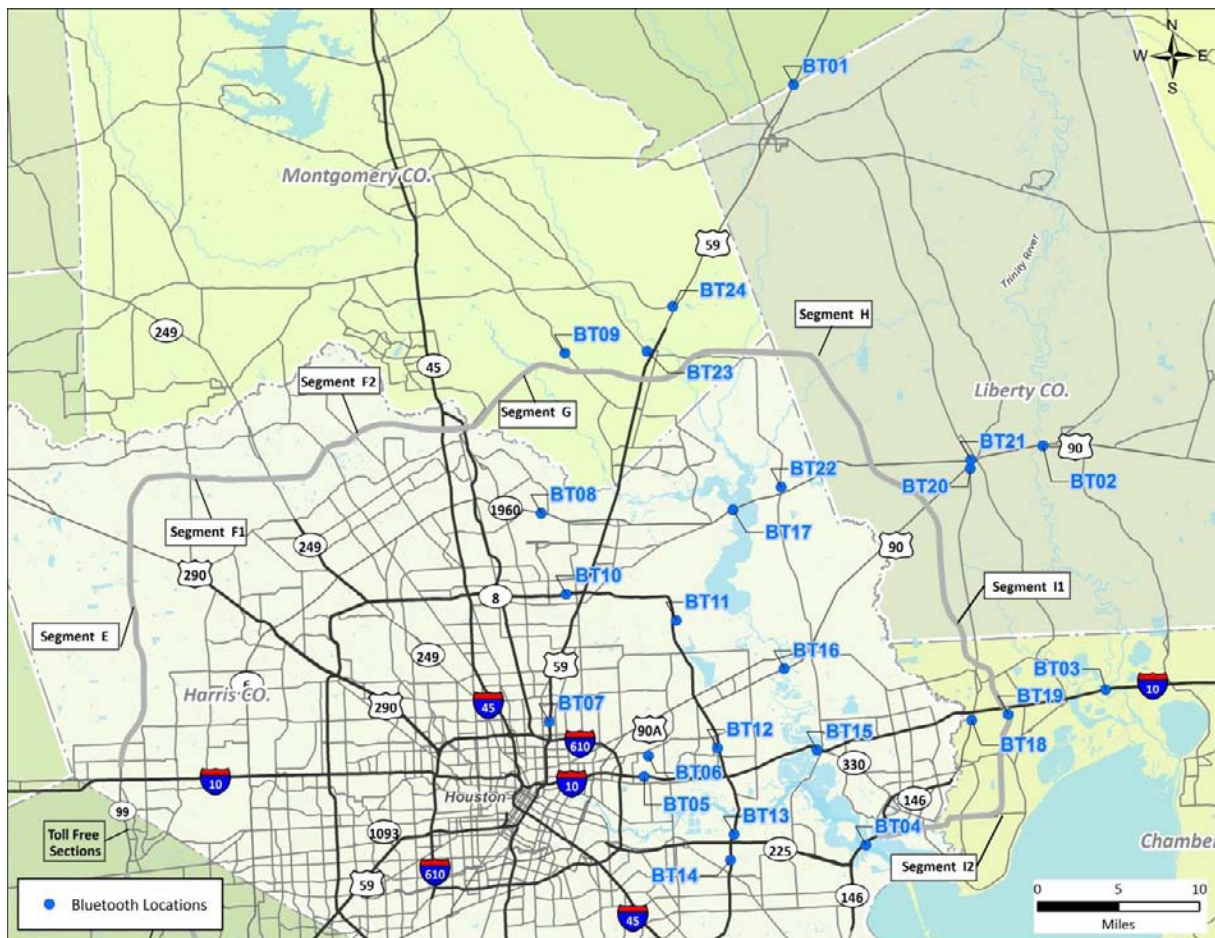 N
W
E
S
BT01
Montgomery CO.
59
Trinity River
BT24
Segment H
249
BT09
45
BT23
Segment F2
Liberty CO.
Segment G
BT21
90
BT22
BT20
BT02
BT08
1960
BT17
Segment F1
249
90
290
BT10
Segment I1
8
BT11
Segment E
249
59
BT16
BT03
10
Harris CO.
6
45
BT19
290
BT07
90A
BT12
BT15
BT18
610
330
10
10
BT06
Houston
146
99
BT05
BT13
BT04
Toll Free
Sections
1093
225
Chamber
BT14
Segment I2
59
610
146
45
Bluetooth Locations
0
5
10
Miles